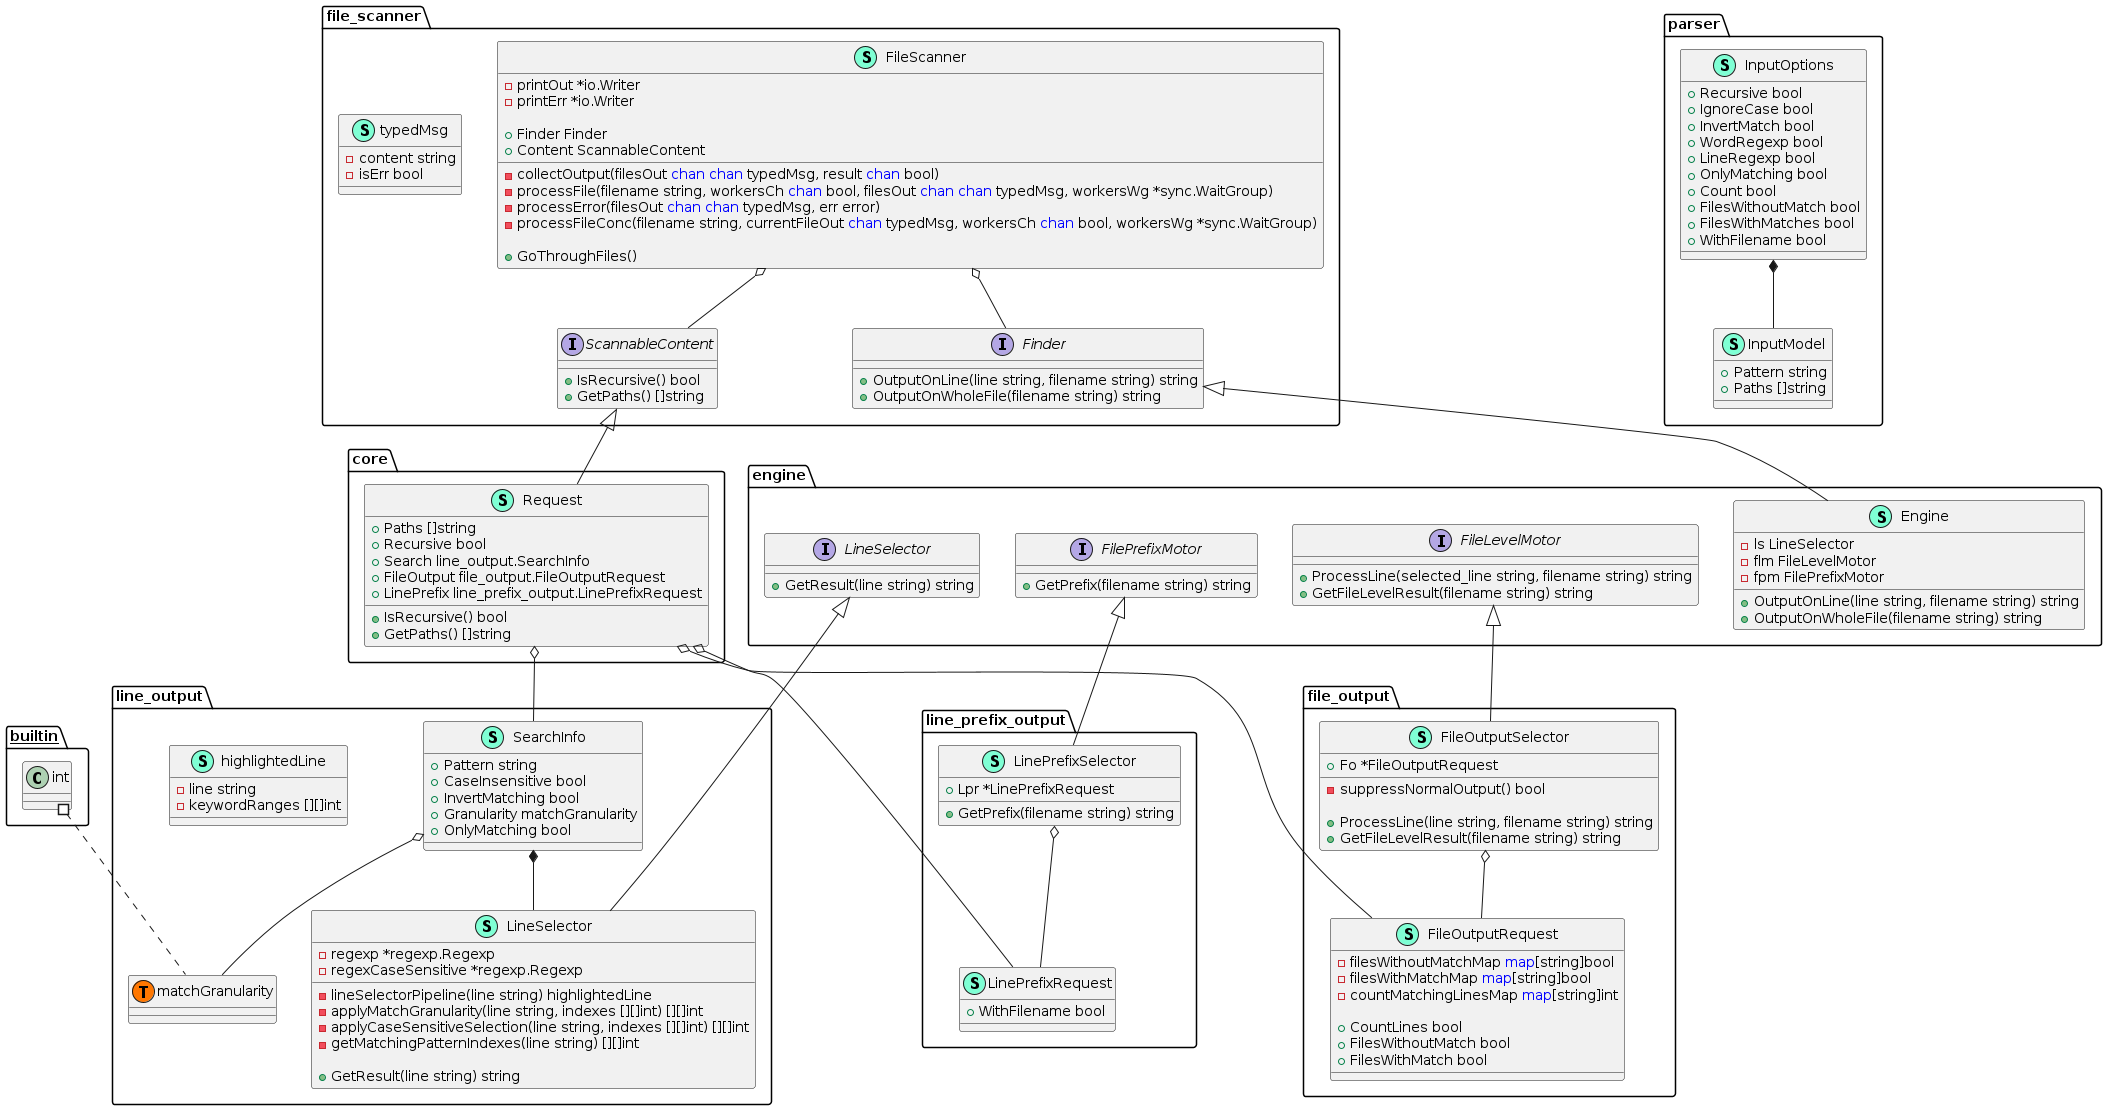 file_scanner
FileScanner
printOut *io.Writer
printErr *io.Writer
Finder Finder
Content ScannableContent
collectOutput(filesOut chan chan typedMsg, result chan bool)
processFile(filename string, workersCh chan bool, filesOut chan chan typedMsg, workersWg *sync.WaitGroup)
processError(filesOut chan chan typedMsg, err error)
processFileConc(filename string, currentFileOut chan typedMsg, workersCh chan bool, workersWg *sync.WaitGroup)
GoThroughFiles()
typedMsg
content string
isErr bool
ScannableContent
IsRecursive() bool
GetPaths() []string
Finder
OutputOnLine(line string, filename string) string
OutputOnWholeFile(filename string) string
parser
InputOptions
Recursive bool
IgnoreCase bool
InvertMatch bool
WordRegexp bool
LineRegexp bool
OnlyMatching bool
Count bool
FilesWithoutMatch bool
FilesWithMatches bool
WithFilename bool
InputModel
Pattern string
Paths []string
core
Request
Paths []string
Recursive bool
Search line_output.SearchInfo
FileOutput file_output.FileOutputRequest
LinePrefix line_prefix_output.LinePrefixRequest
IsRecursive() bool
GetPaths() []string
engine
LineSelector
GetResult(line string) string
FilePrefixMotor
GetPrefix(filename string) string
FileLevelMotor
ProcessLine(selected_line string, filename string) string
GetFileLevelResult(filename string) string
Engine
ls LineSelector
flm FileLevelMotor
fpm FilePrefixMotor
OutputOnLine(line string, filename string) string
OutputOnWholeFile(filename string) string
builtin
int
line_output
highlightedLine
line string
keywordRanges [][]int
SearchInfo
Pattern string
CaseInsensitive bool
InvertMatching bool
Granularity matchGranularity
OnlyMatching bool
matchGranularity
LineSelector
regexp *regexp.Regexp
regexCaseSensitive *regexp.Regexp
lineSelectorPipeline(line string) highlightedLine
applyMatchGranularity(line string, indexes [][]int) [][]int
applyCaseSensitiveSelection(line string, indexes [][]int) [][]int
getMatchingPatternIndexes(line string) [][]int
GetResult(line string) string
line_prefix_output
LinePrefixSelector
Lpr *LinePrefixRequest
GetPrefix(filename string) string
LinePrefixRequest
WithFilename bool
file_output
FileOutputSelector
Fo *FileOutputRequest
suppressNormalOutput() bool
ProcessLine(line string, filename string) string
GetFileLevelResult(filename string) string
FileOutputRequest
filesWithoutMatchMap map[string]bool
filesWithMatchMap map[string]bool
countMatchingLinesMap map[string]int
CountLines bool
FilesWithoutMatch bool
FilesWithMatch bool